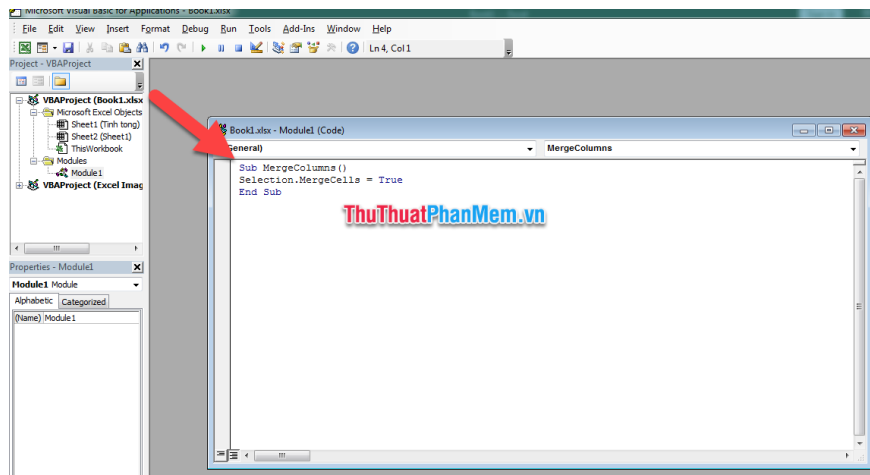 Microsoft Visual Basic for Applications - Book1.xlsx
File Edit View Insert Format Debug Run Tools Add-Ins Window Help
Ln 4, Col 1
Project - VBAProject
VBAProject (Book1.xlsx
Microsoft Excel Objects
Sheet1 (Tinh tong)
Sheet2 (Sheet1)
ThisWorkbook
Modules
Module1
VBAProject (Excel Imag
Properties - Module1
Module1 Module
Alphabetic Categorized
(Name) Module1
Book1.xlsx - Module1 (Code)
General) MergeColumns
Sub MergeColumns()
Selection.MergeCells = True
End Sub
ThuThuatPhanMem.vn